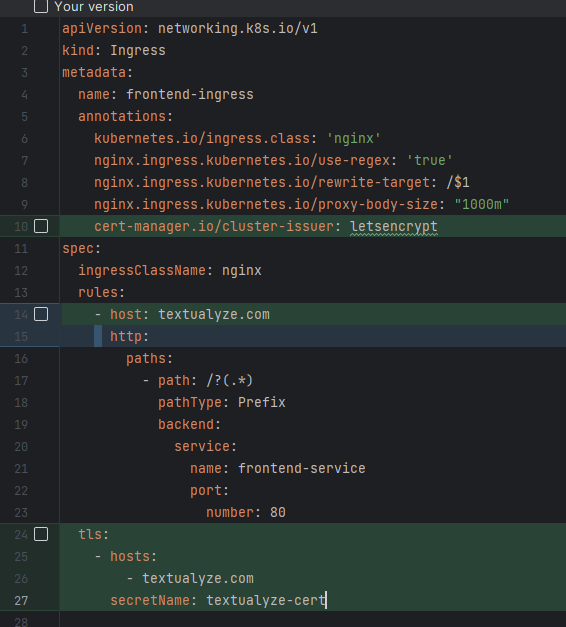 Your version
1 apiVersion: networking.k8s.io/v1
2 kind: Ingress
3 metadata:
4   name: frontend-ingress
5   annotations:
6     kubernetes.io/ingress.class: 'nginx'
7     nginx.ingress.kubernetes.io/use-regex: 'true'
8     nginx.ingress.kubernetes.io/rewrite-target: /$1
9     nginx.ingress.kubernetes.io/proxy-body-size: "1000m"
10     cert-manager.io/cluster-issuer: letsencrypt
11 spec:
12   ingressClassName: nginx
13   rules:
14     - host: textualyze.com
15       http:
16         paths:
17           - path: /?(.*)
18             pathType: Prefix
19             backend:
20               service:
21                 name: frontend-service
22                 port:
23                   number: 80
24   tls:
25     - hosts:
26         - textualyze.com
27       secretName: textualyze-cert
28